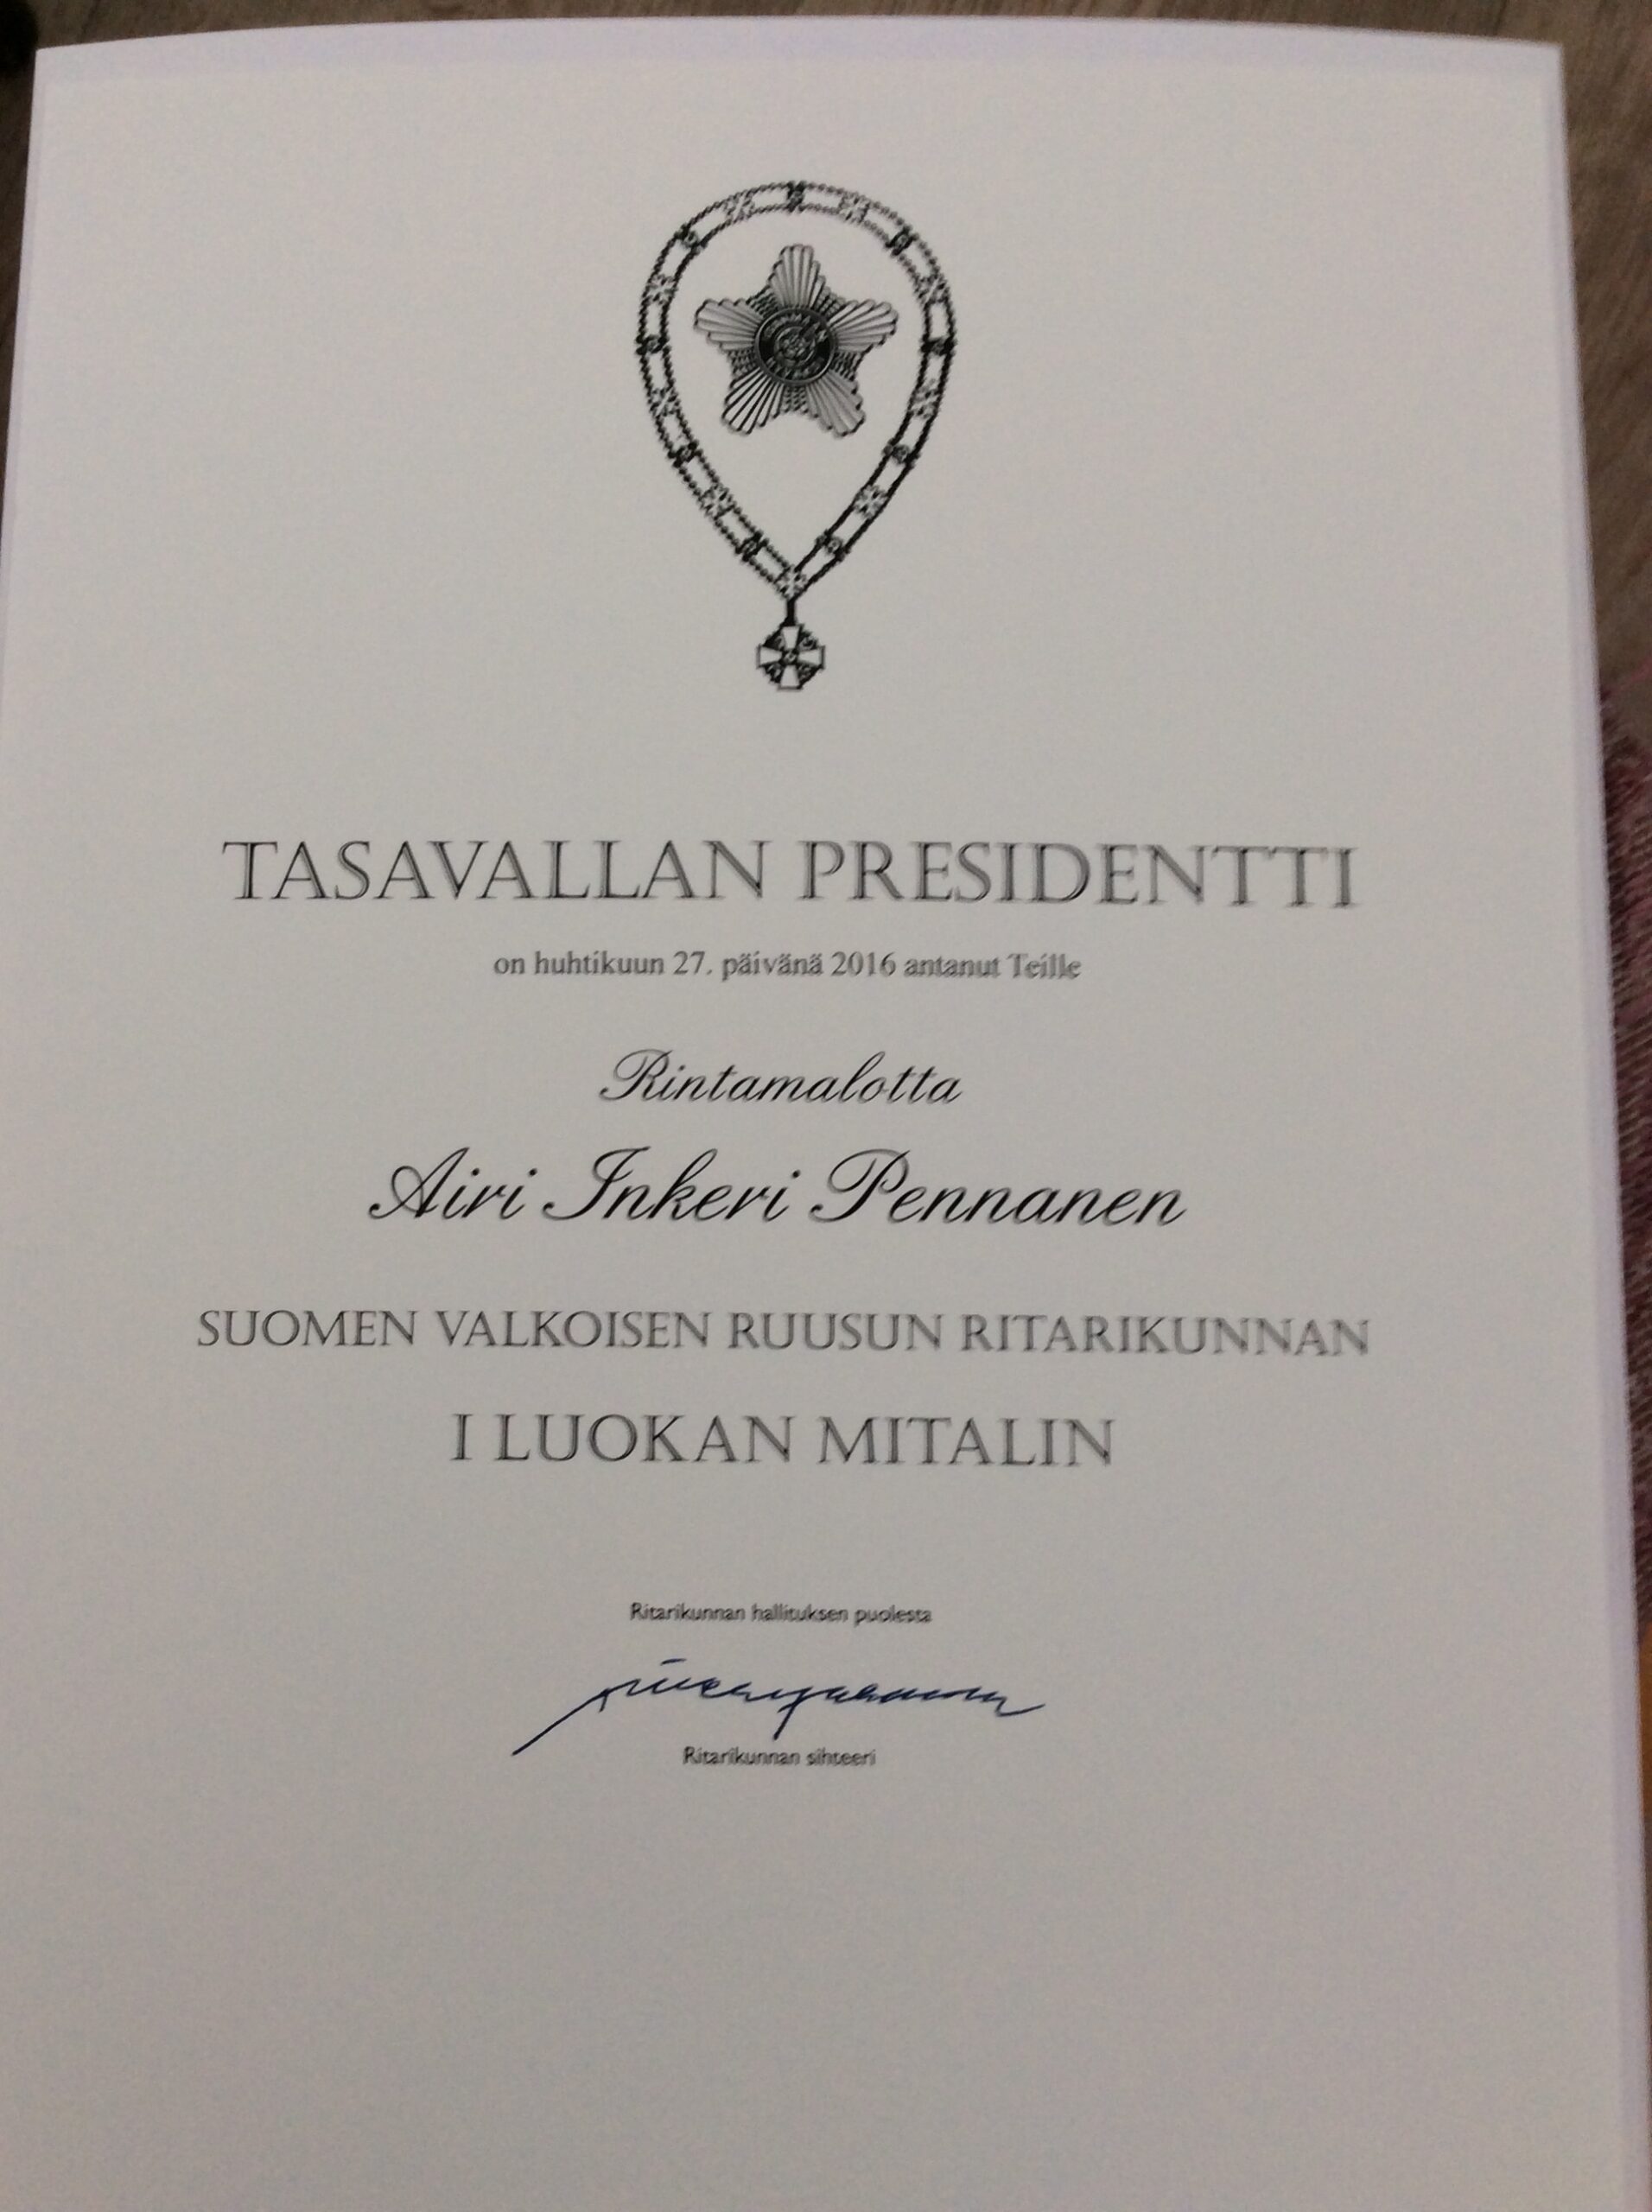 TASAVALLAN PRESIDENTTI
on huhtikuun 27. päivänä 2016 antanut Teille
Rintamalotta
Airi Inkeri Pennanen
SUOMEN VALKOISEN RUUSUN RITARIKUNNAN
I LUOKAN MITALIN
Ritarikunnan hallituksen puolesta
Ritarikunnan sihteeri